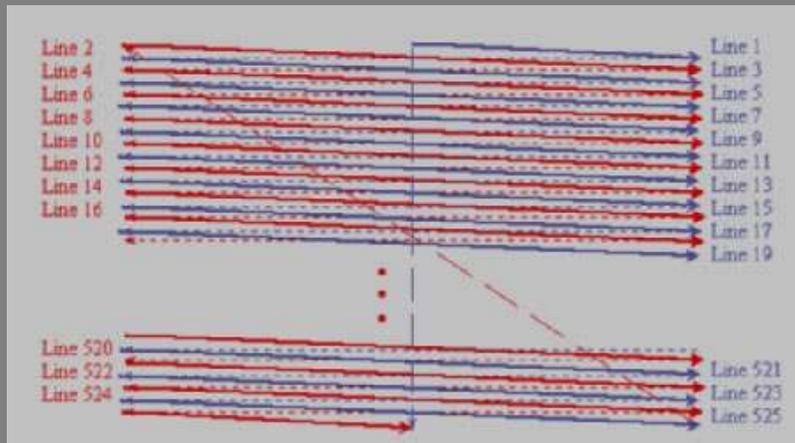 Line 2
Line 4
Line 6
Line 8
Line 10
Line 12
Line 14
Line 16
Line 1
Line 3
Line 5
Line 7
Line 9
Line 11
Line 13
Line 15
Line 17
Line 19
Line 520
Line 522
Line 524
Line 521
Line 523
Line 525